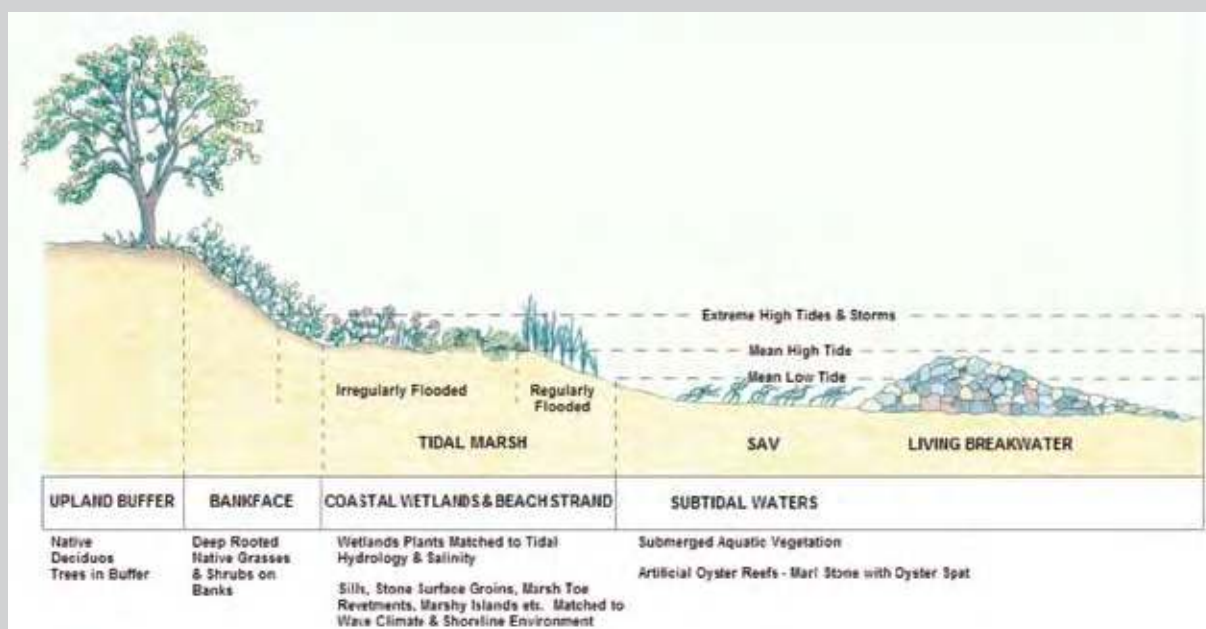 Extreme High Tides & Storms
Mean High Tide
Mean Low Tide
Irregularly Flooded
Regularly
Flooded
TIDAL MARSH
SAV
LIVING BREAKWATER
UPLAND BUFFER
BANKFACE
COASTAL WETLANDS & BEACH STRAND
SUBTIDAL WATERS
Native
Deciduos
Trees in Buffer
Deep Rooted
Native Grasses
& Shrubs on
Banks
Wetlands Plants Matched to Tidal
Hydrology & Salinity
Sills, Stone Surface Groins, Marsh Toe
Revetments, Marshy Islands etc. Matched to
Wave Climate & Shoreline Environment
Submerged Aquatic Vegetation
Artificial Oyster Reefs - Marl Stone with Oyster Spat